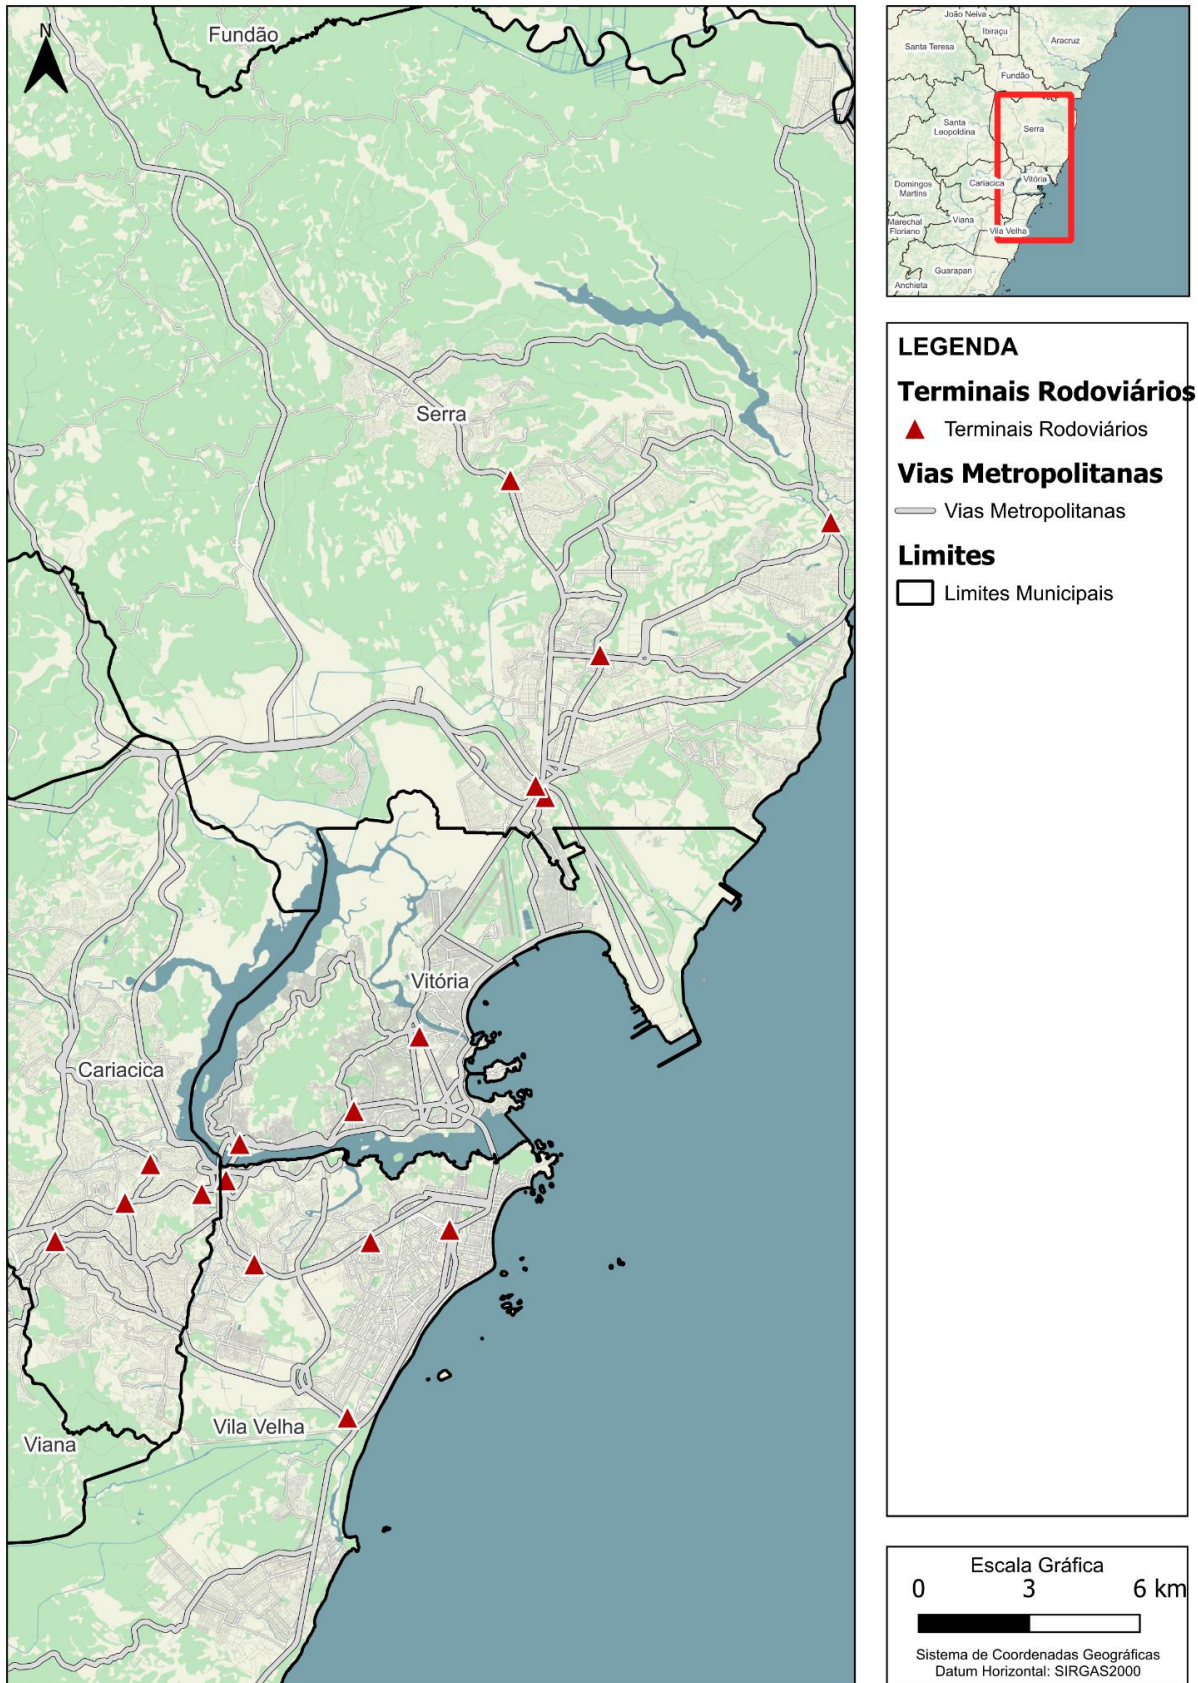 N
Fundão
Serra
Vitória
Cariacica
Vila Velha
Viana
João Neiva
Ibiraçu
Aracruz
Santa Teresa
Fundão
Santa
Leopoldina
Serra
Cariacica
Vitória
Domingos
Martins
Viana
Marechal
Floriano
Vila Velha
Guarapari
Anchieta
LEGENDA
Terminais Rodoviários
Terminais Rodoviários
Vias Metropolitanas
Vias Metropolitanas
Limites
Limites Municipais
Escala Gráfica
0 3 6 km
Sistema de Coordenadas Geográficas
Datum Horizontal: SIRGAS2000